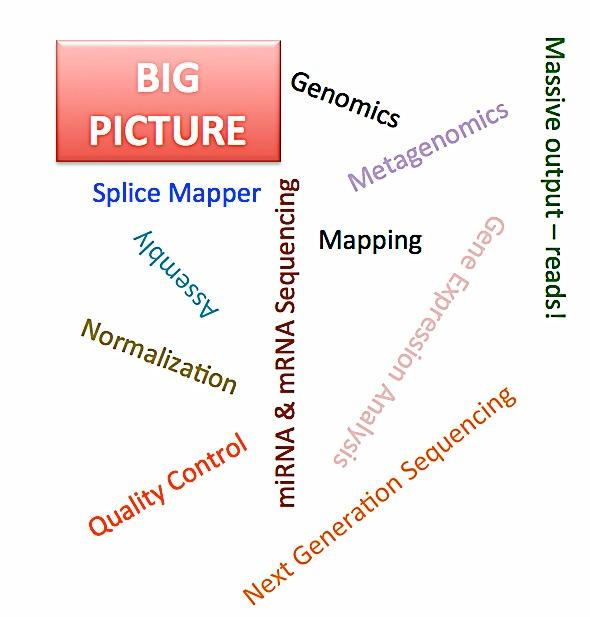 BIG
PICTURE
Genomics
Metagenomics
Massive output – reads!
Splice Mapper
miRNA & mRNA Sequencing
Mapping
Assembly
Gene Expression Analysis
Normalization
Quality Control
Next Generation Sequencing